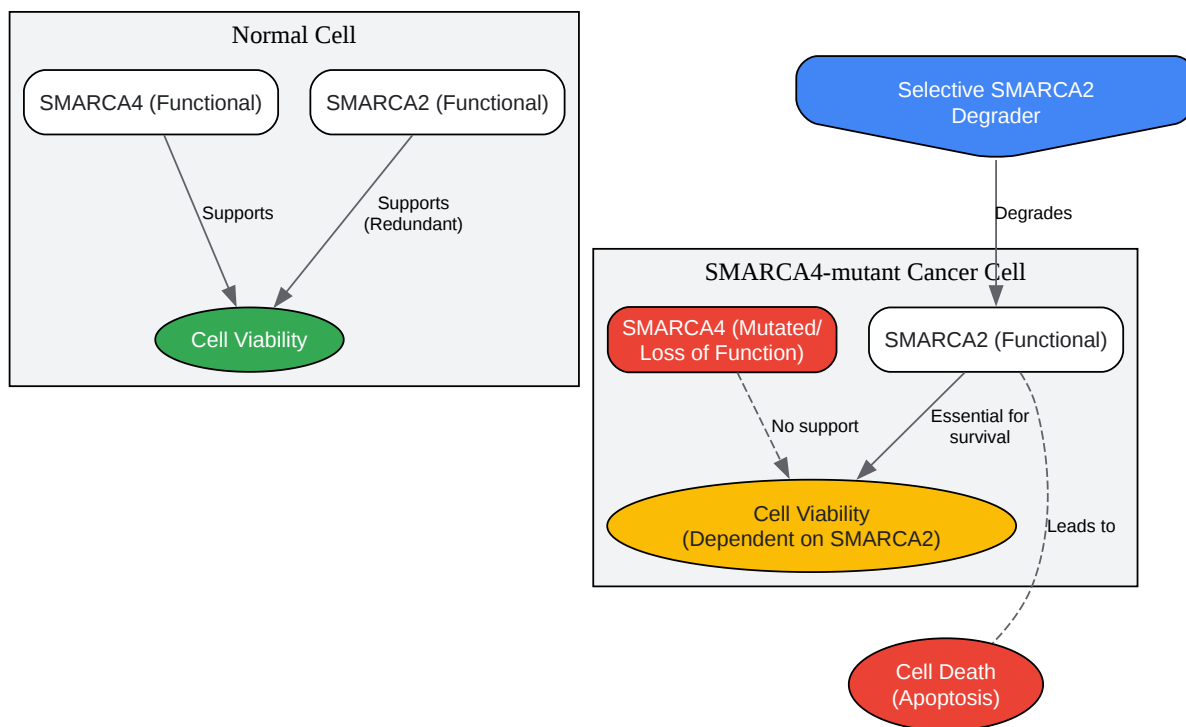 Normal Cell
SMARCA4 (Functional)
SMARCA2 (Functional)
Supports
Supports
(Redundant)
Cell Viability
Selective SMARCA2
Degrader
Degrades
SMARCA4-mutant Cancer Cell
SMARCA4 (Mutated/
Loss of Function)
SMARCA2 (Functional)
No support
Essential for
survival
Cell Viability
(Dependent on SMARCA2)
Leads to
Cell Death
(Apoptosis)